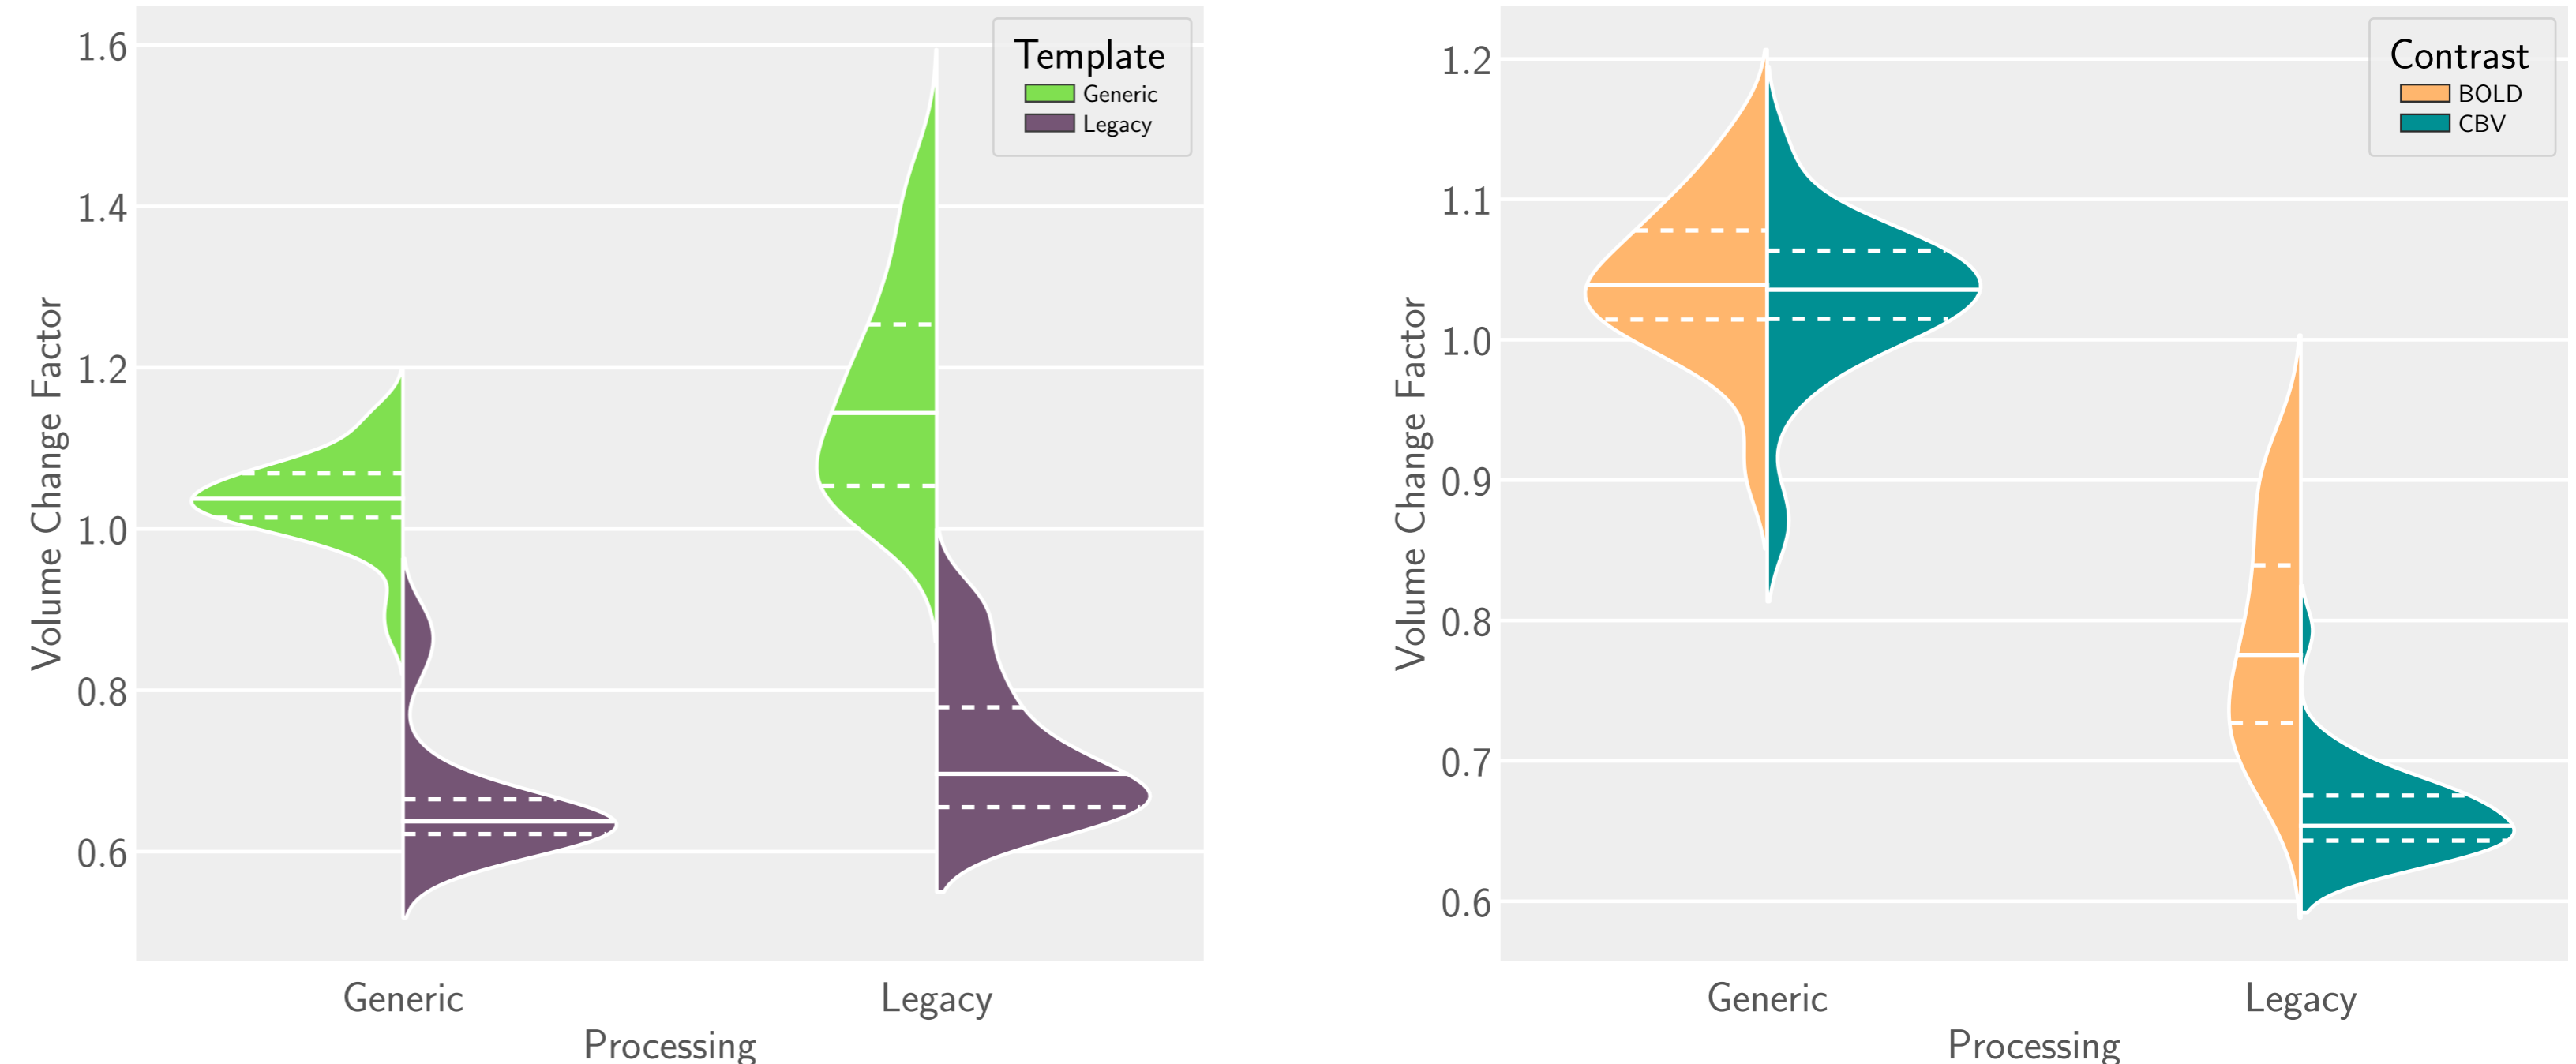 Volume Change Factor
1.6
1.4
1.2
1.0
0.8
0.6
Template
Generic
Legacy
Generic
Legacy
Processing
Volume Change Factor
1.2
1.1
1.0
0.9
0.8
0.7
0.6
Contrast
BOLD
CBV
Generic
Legacy
Processing